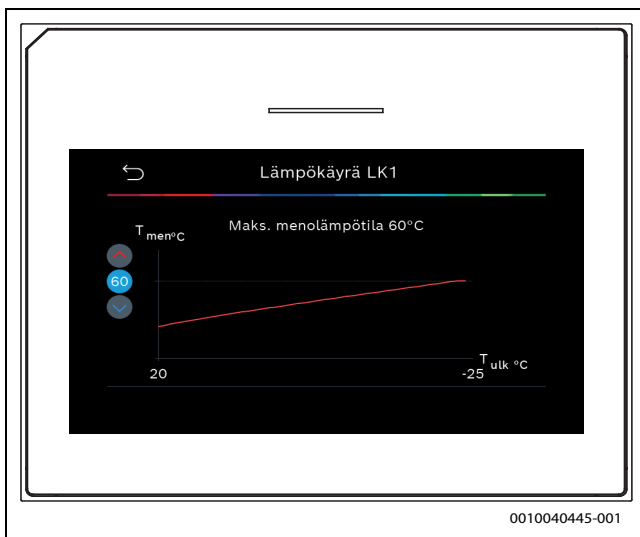 Lämpökäyrä LK1
Maks. menolämpötila 60°C
T men°C
60
T ulk °C
20
-25
0010040445-001